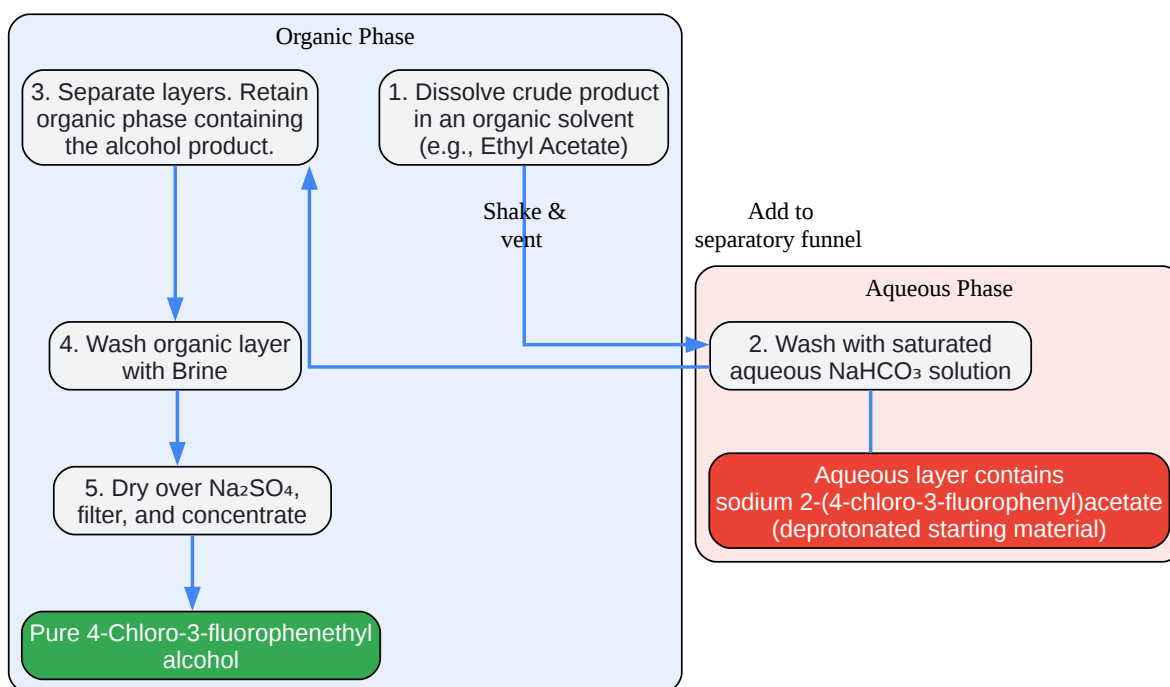 Organic Phase
3. Separate layers. Retain
organic phase containing
the alcohol product.
1. Dissolve crude product
in an organic solvent
(e.g., Ethyl Acetate)
Shake &
vent
Add to
separatory funnel
Aqueous Phase
4. Wash organic layer
with Brine
2. Wash with saturated
aqueous NaHCO₃ solution
5. Dry over Na₂SO₄,
filter, and concentrate
Aqueous layer contains
sodium 2-(4-chloro-3-fluorophenyl)acetate
(deprotonated starting material)
Pure 4-Chloro-3-fluorophenethyl
alcohol